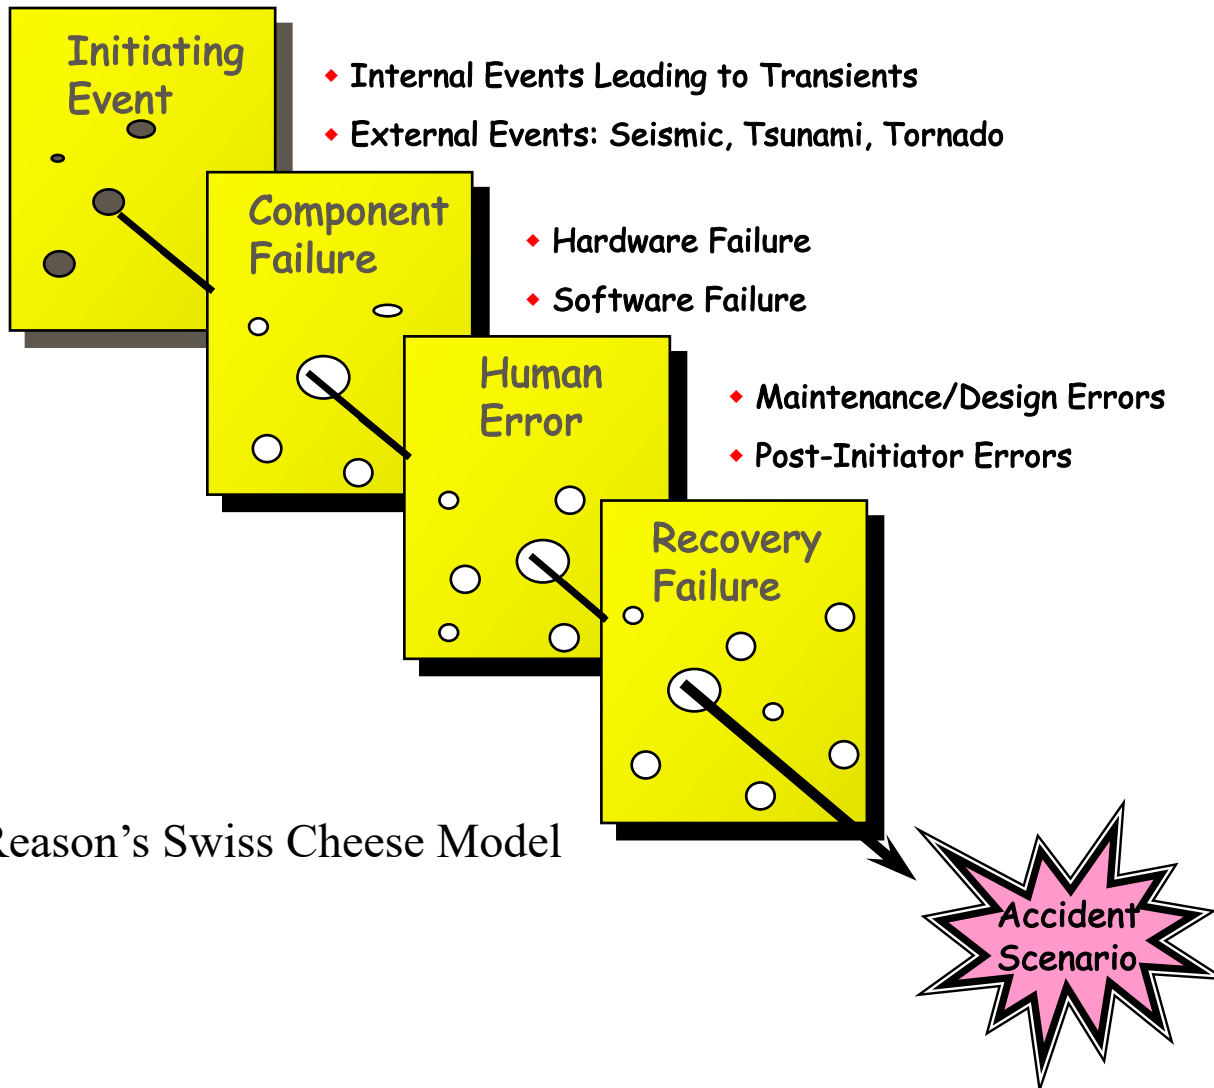 Initiating
Event
Internal Events Leading to Transients
External Events: Seismic, Tsunami, Tornado
Component
Failure
Hardware Failure
Software Failure
Human
Error
Maintenance/Design Errors
Post-Initiator Errors
Recovery
Failure
Reason’s Swiss Cheese Model
Accident
Scenario